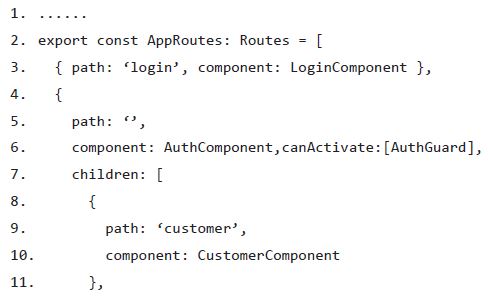 1. ......
2. export const AppRoutes: Routes = [
3. { path: ‘login’, component: LoginComponent },
4. {
5. path: ‘’,
6. component: AuthComponent,canActivate:[AuthGuard],
7. children: [
8. {
9. path: ‘customer’,
10. component: CustomerComponent
11. },